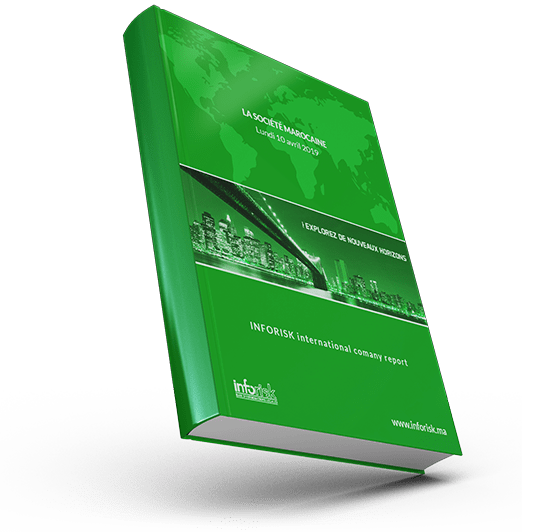 LA SOCIÉTÉ MAROCAINE
Lundi 10 avril 2019
EXPLOREZ DE NOUVEAUX HORIZONS
INFORISK international comany report
inforisk
www.inforisk.ma